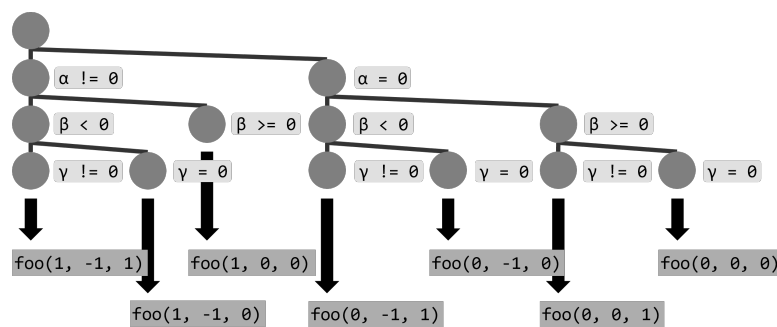 α != 0
α = 0
β < 0
β >= 0
β < 0
β >= 0
γ != 0
γ = 0
γ != 0
γ = 0
γ != 0
γ = 0
foo(1, -1, 1)
foo(1, 0, 0)
foo(0, -1, 0)
foo(0, 0, 0)
foo(1, -1, 0)
foo(0, -1, 1)
foo(0, 0, 1)